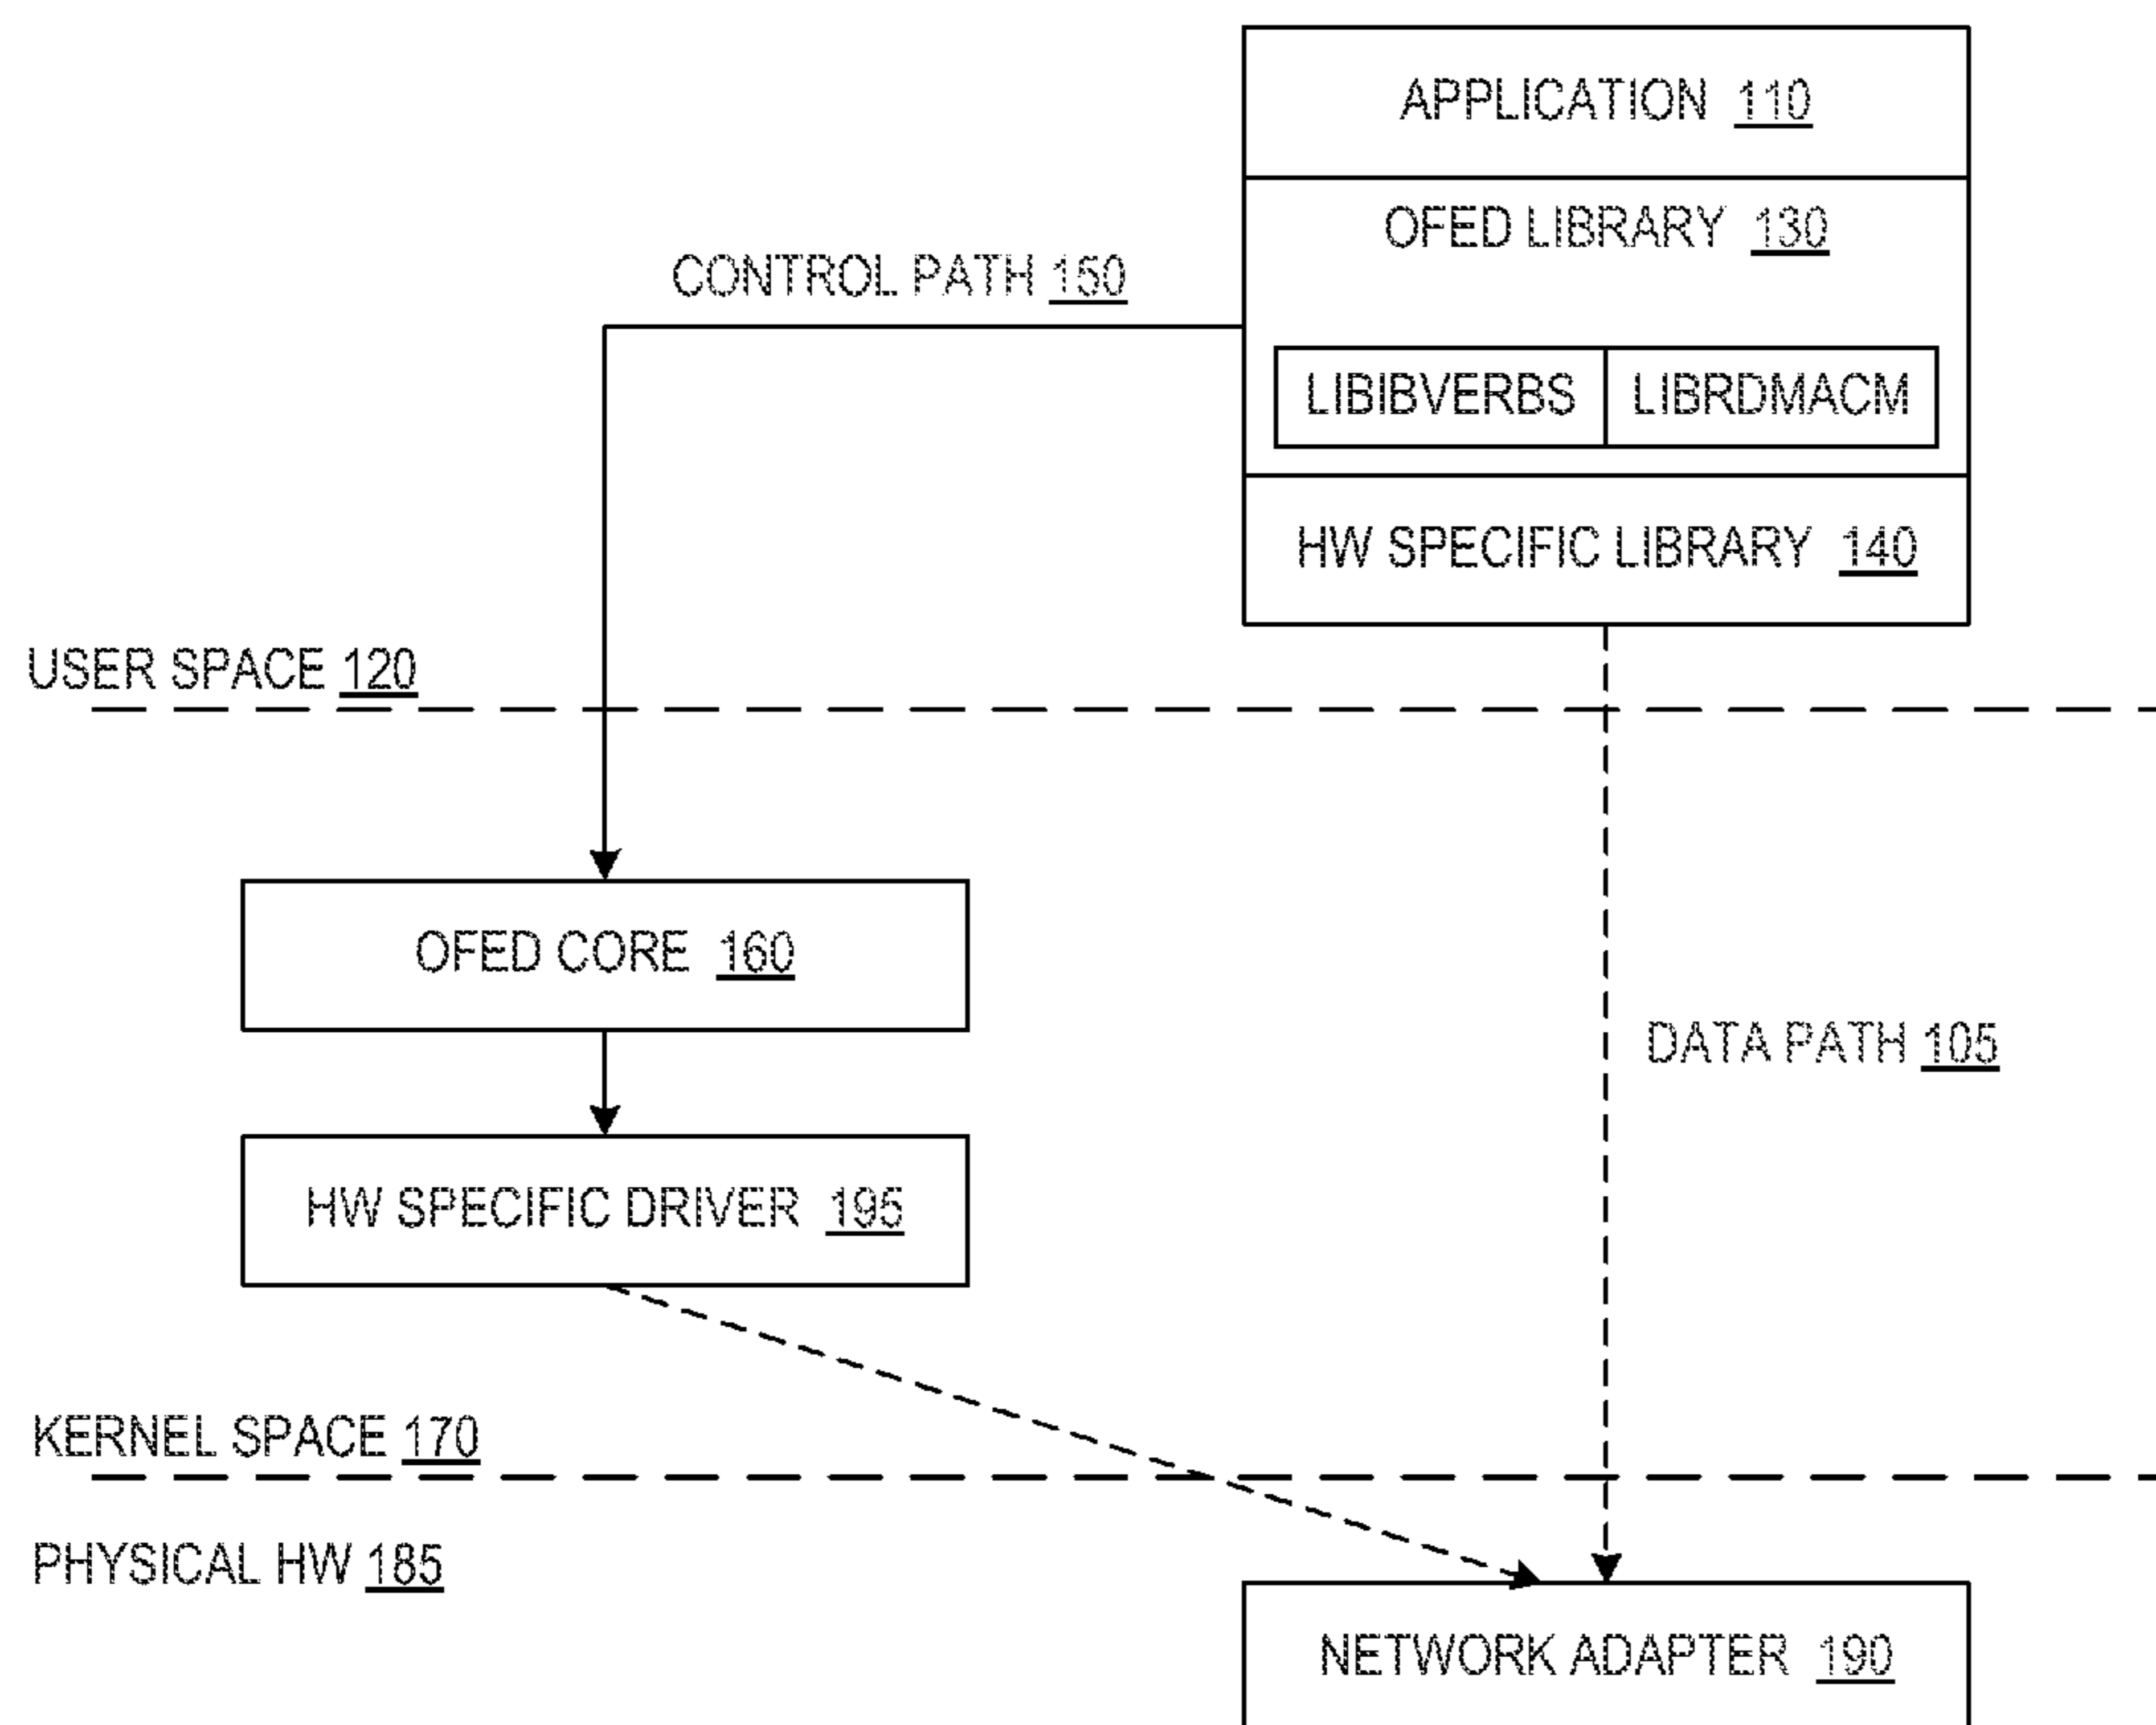 APPLICATION 110
OFED LIBRARY 130
CONTROL PATH 150
LIBIBVERBS LIBRDMACM
HW SPECIFIC LIBRARY 140
USER SPACE 120
OFED CORE 160
DATA PATH 105
HW SPECIFIC DRIVER 195
KERNEL SPACE 170
PHYSICAL HW 185
NETWORK ADAPTER 190